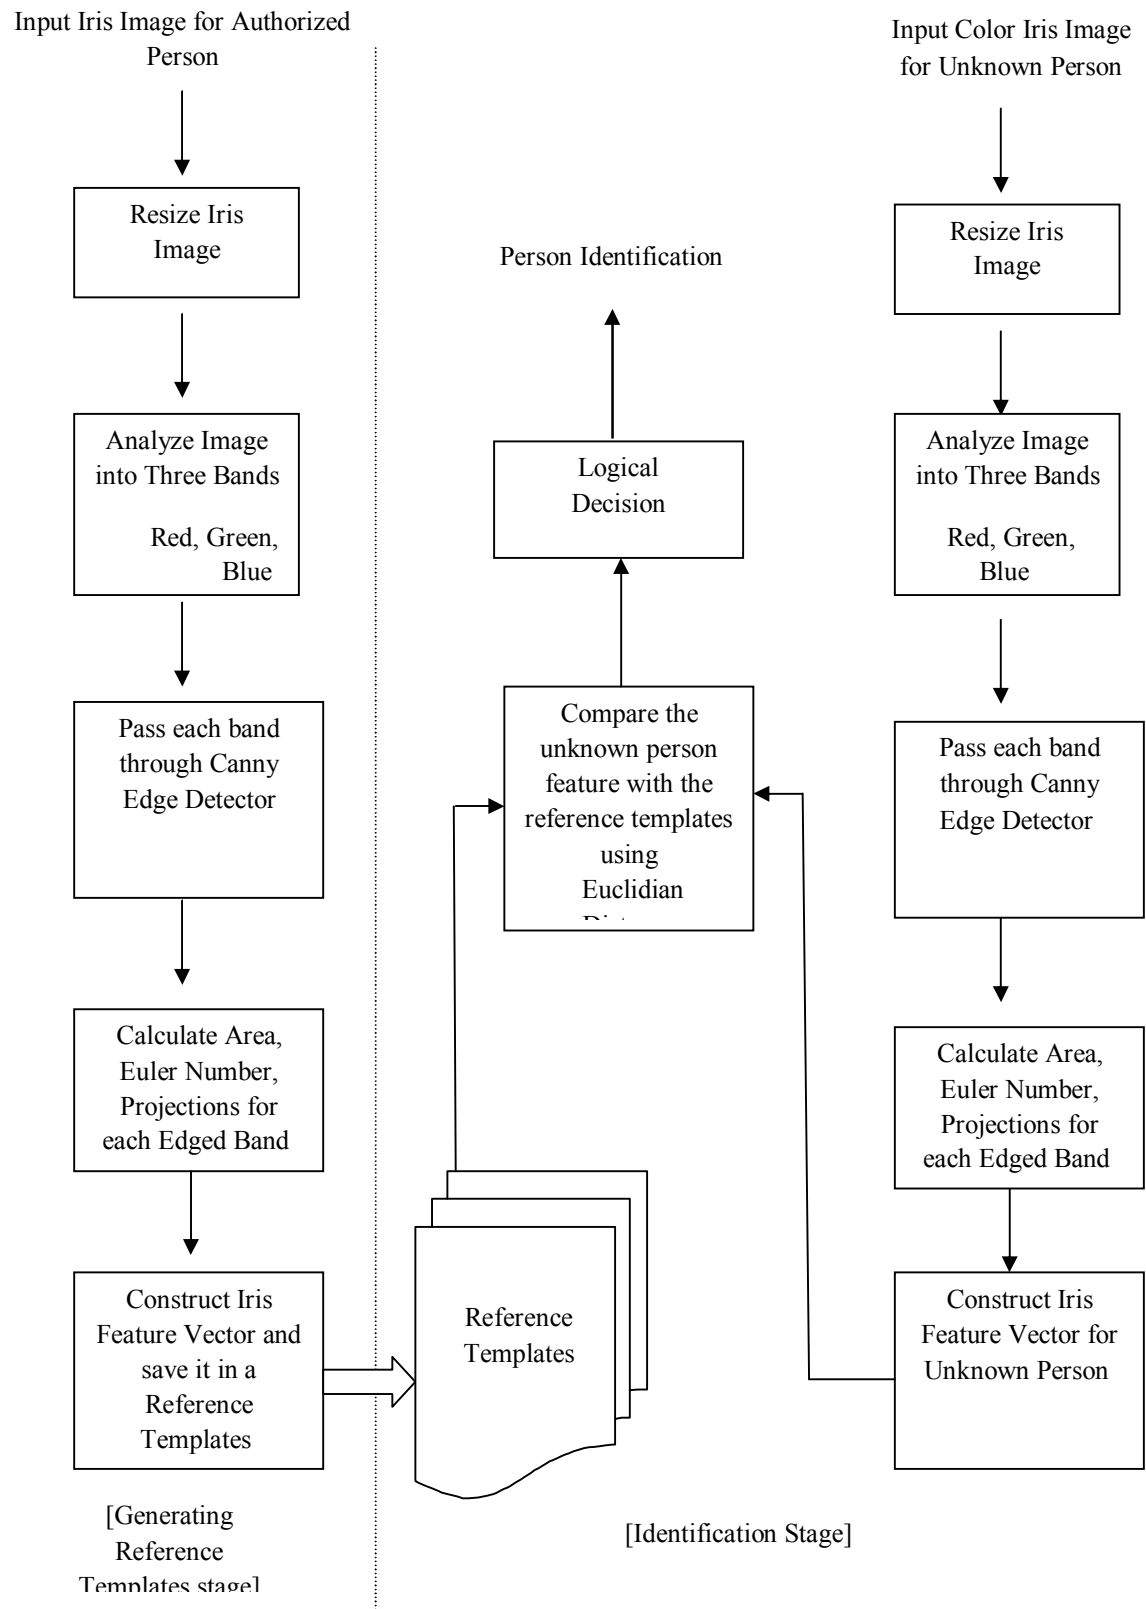 Input Iris Image for Authorized
Person
Resize Iris
Image
Analyze Image
into Three Bands
Red, Green,
Blue
Pass each band
through Canny
Edge Detector
Calculate Area,
Euler Number,
Projections for
each Edged Band
Construct Iris
Feature Vector and
save it in a
Reference
Templates
[Generating
Reference
Templates stage]
Person Identification
Logical
Decision
Compare the
unknown person
feature with the
reference templates
using
Euclidian
Reference
Templates
[Identification Stage]
Input Color Iris Image
for Unknown Person
Resize Iris
Image
Analyze Image
into Three Bands
Red, Green,
Blue
Pass each band
through Canny
Edge Detector
Calculate Area,
Euler Number,
Projections for
each Edged Band
Construct Iris
Feature Vector for
Unknown Person